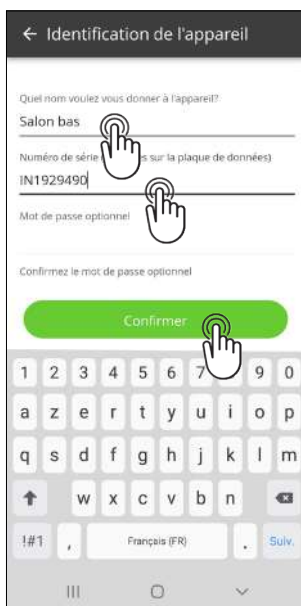 ← Identification de l'appareil
Quel nom voulez vous donner à l'appareil?
Salon bas
Numéro de série sur la plaque de données)
IN1929490
Mot de passe optionnel
Confirmez le mot de passe optionnel
Confirmer
1 2 3 4 5 6 7 9 0
a z e r t y u i o p
q s d f g h j k l m
w x c v b n
!#1 , Français (FR) . Suiv.